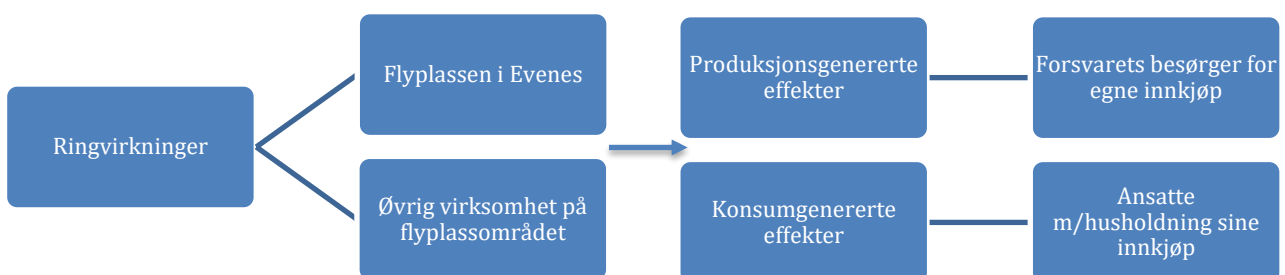 Ringvirkninger
Flyplassen i Evenes
Øvrig virksomhet på
flyplassområdet
Produksjonsgenererte
effekter
Konsumgenererte
effekter
Forsvarets besørger for
egne innkjøp
Ansatte
m/husholdning sine
innkjøp